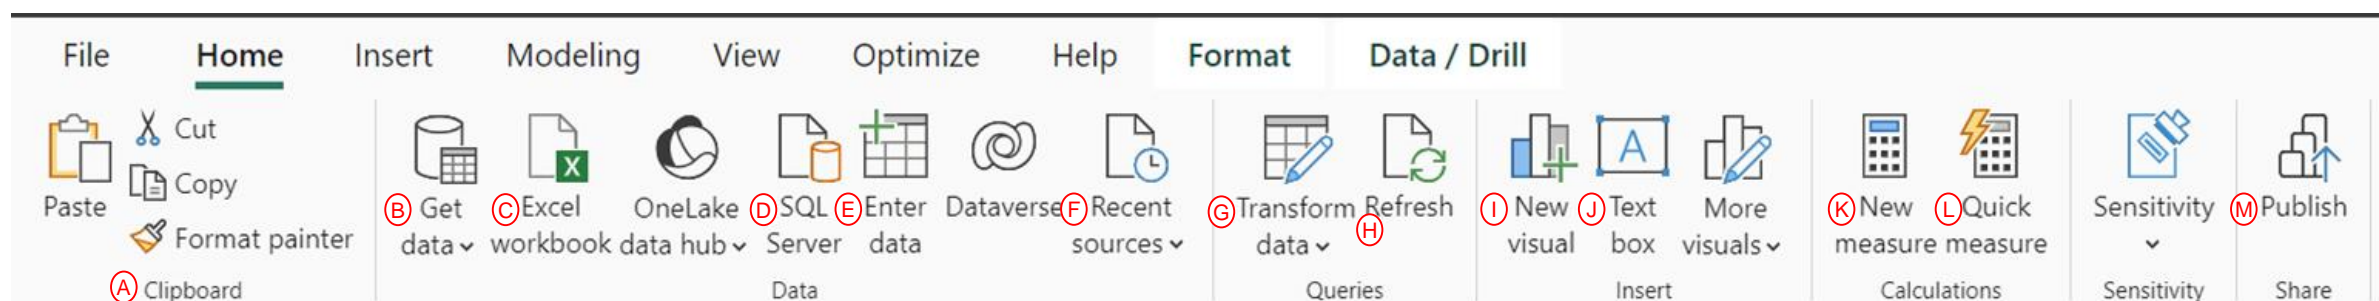 File Home Insert Modeling View Optimize Help Format Data / Drill
Paste
Cut
Copy
Format painter
A Clipboard
B Get
data
C Excel
workbook
OneLake
data hub
D SQL
Server
E Enter
data
Dataverse
F Recent
sources
Data
G Transform
data
Refresh
H
Queries
I New
visual
J Text
box
A
More
visuals
Insert
K New
measure
L Quick
measure
Calculations
Sensitivity
Sensitivity
M Publish
Share
X